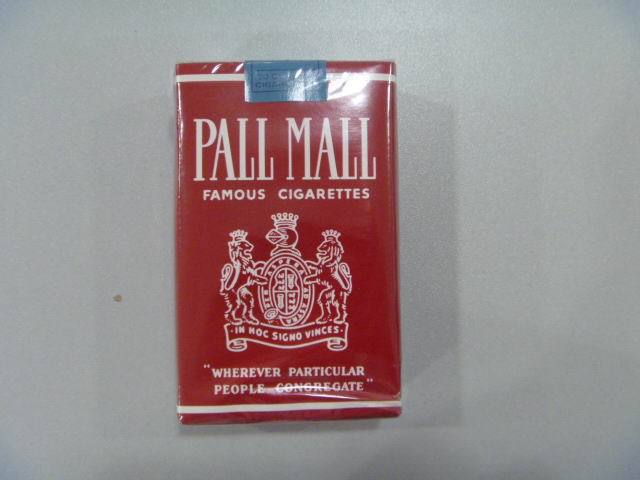 PALL MALL
FAMOUS CIGARETTES
IN HOC SIGNO VINCES
"WHEREVER PARTICULAR
PEOPLE CONGREGATE"